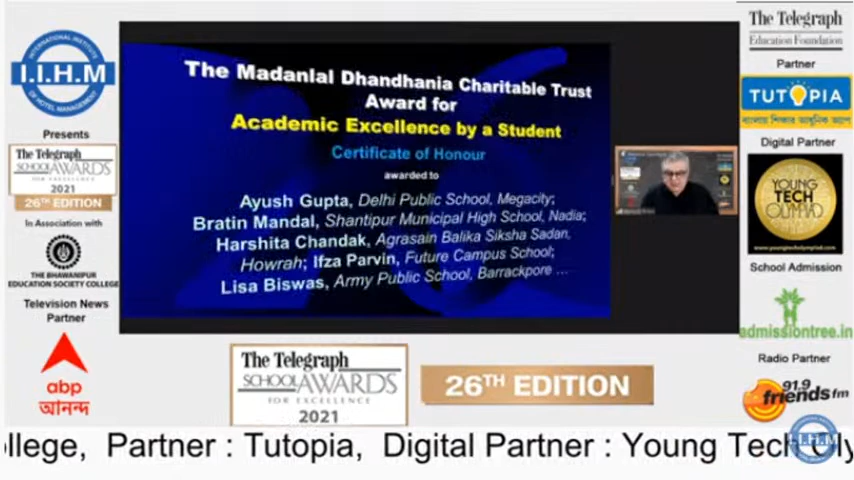 INTERNATIONAL INSTITUTE
I.I.H.M
OF HOTEL MANAGEMENT
Presents
The Telegraph
SCHOOL AWARDS
FOR EXCELLENCE
2021
26TH EDITION
In Association with
THE BHAWANIPUR
EDUCATION SOCIETY COLLEGE
Television News
Partner
abp
আনন্দ
The Madanlal Dhandhania Charitable Trust
Award for
Academic Excellence by a Student
Certificate of Honour
awarded to
Ayush Gupta, Delhi Public School, Megacity;
Bratin Mandal, Shantipur Municipal High School, Nadia;
Harshita Chandak, Agrasain Balika Siksha Sadan,
Howrah; Ifza Parvin, Future Campus School;
Lisa Biswas, Army Public School, Barrackpore ...
The Telegraph
Education Foundation
Partner
TUTOPIA
বাংলায় শিক্ষার আধুনিক অ্যাপ
Digital Partner
YOUNG
TECH
OLYMPIAD
www.youngtecholympiad.com
School Admission
admissiontree.in
Radio Partner
91.9
friends fm
The Telegraph
SCHOOL AWARDS
FOR EXCELLENCE
2021
26TH EDITION
llege, Partner : Tutopia, Digital Partner : Young Tech Oly
I.I.H.M